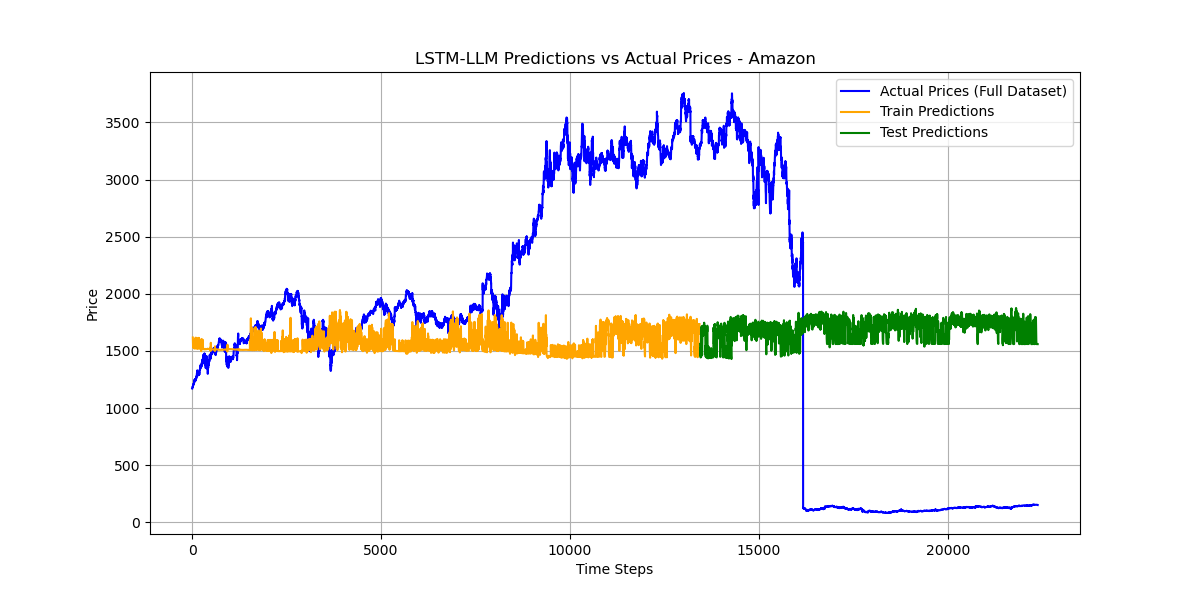 LSTM-LLM Predictions vs Actual Prices - Amazon
Actual Prices (Full Dataset)
Train Predictions
Test Predictions
Price
3500
3000
2500
2000
1500
1000
500
0
0
5000
10000
15000
20000
Time Steps